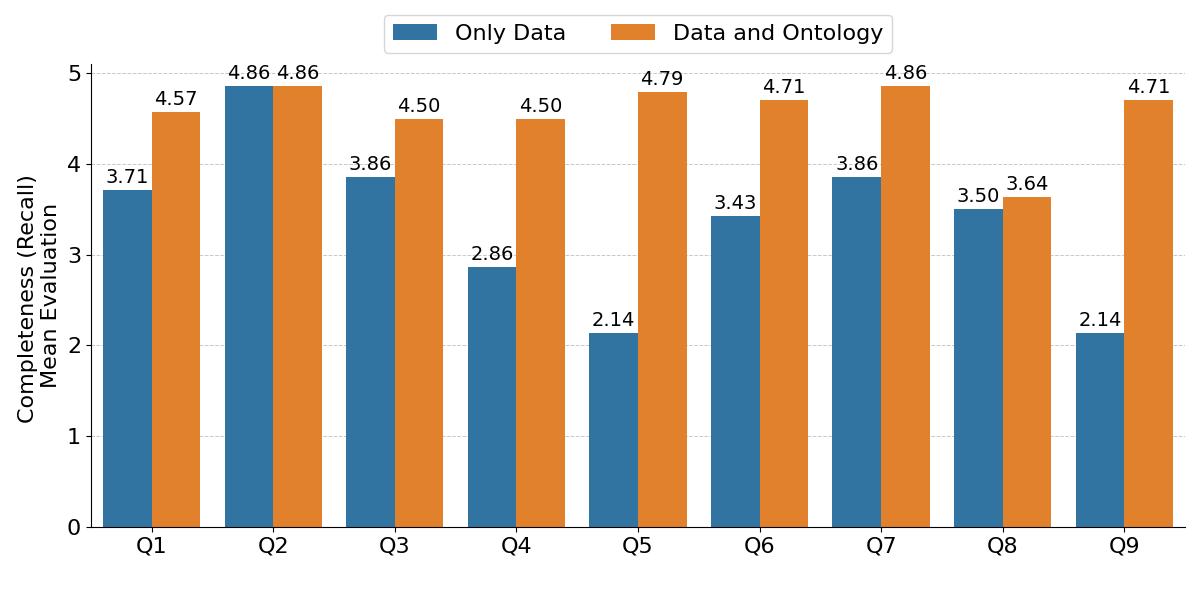 Only Data
Data and Ontology
Completeness (Recall)
Mean Evaluation
5
4
3
2
1
0
3.71
4.57
4.86
4.86
3.86
4.50
2.86
4.50
2.14
4.79
3.43
4.71
3.86
4.86
3.50
3.64
2.14
4.71
Q1
Q2
Q3
Q4
Q5
Q6
Q7
Q8
Q9